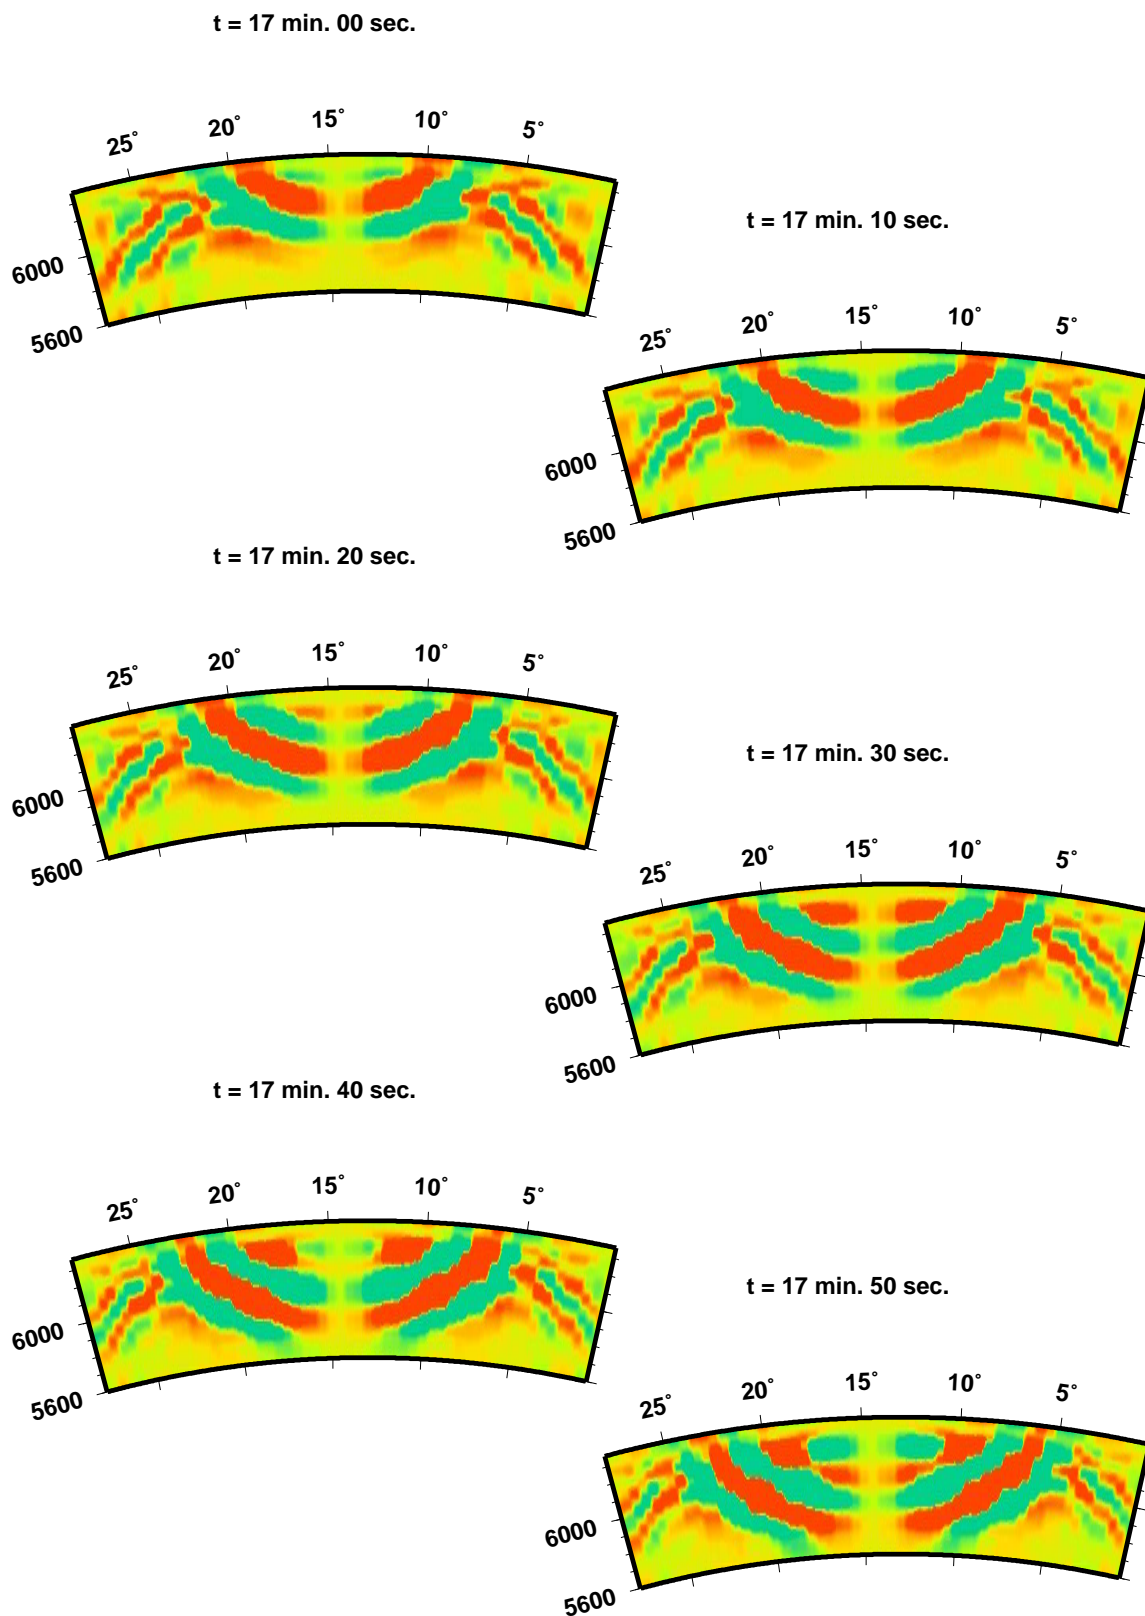 t = 17 min. 00 sec.
25° 20° 15° 10° 5°
6000
5600
t = 17 min. 10 sec.
25° 20° 15° 10° 5°
6000
5600
t = 17 min. 20 sec.
25° 20° 15° 10° 5°
6000
5600
t = 17 min. 30 sec.
25° 20° 15° 10° 5°
6000
5600
t = 17 min. 40 sec.
25° 20° 15° 10° 5°
6000
5600
t = 17 min. 50 sec.
25° 20° 15° 10° 5°
6000
5600